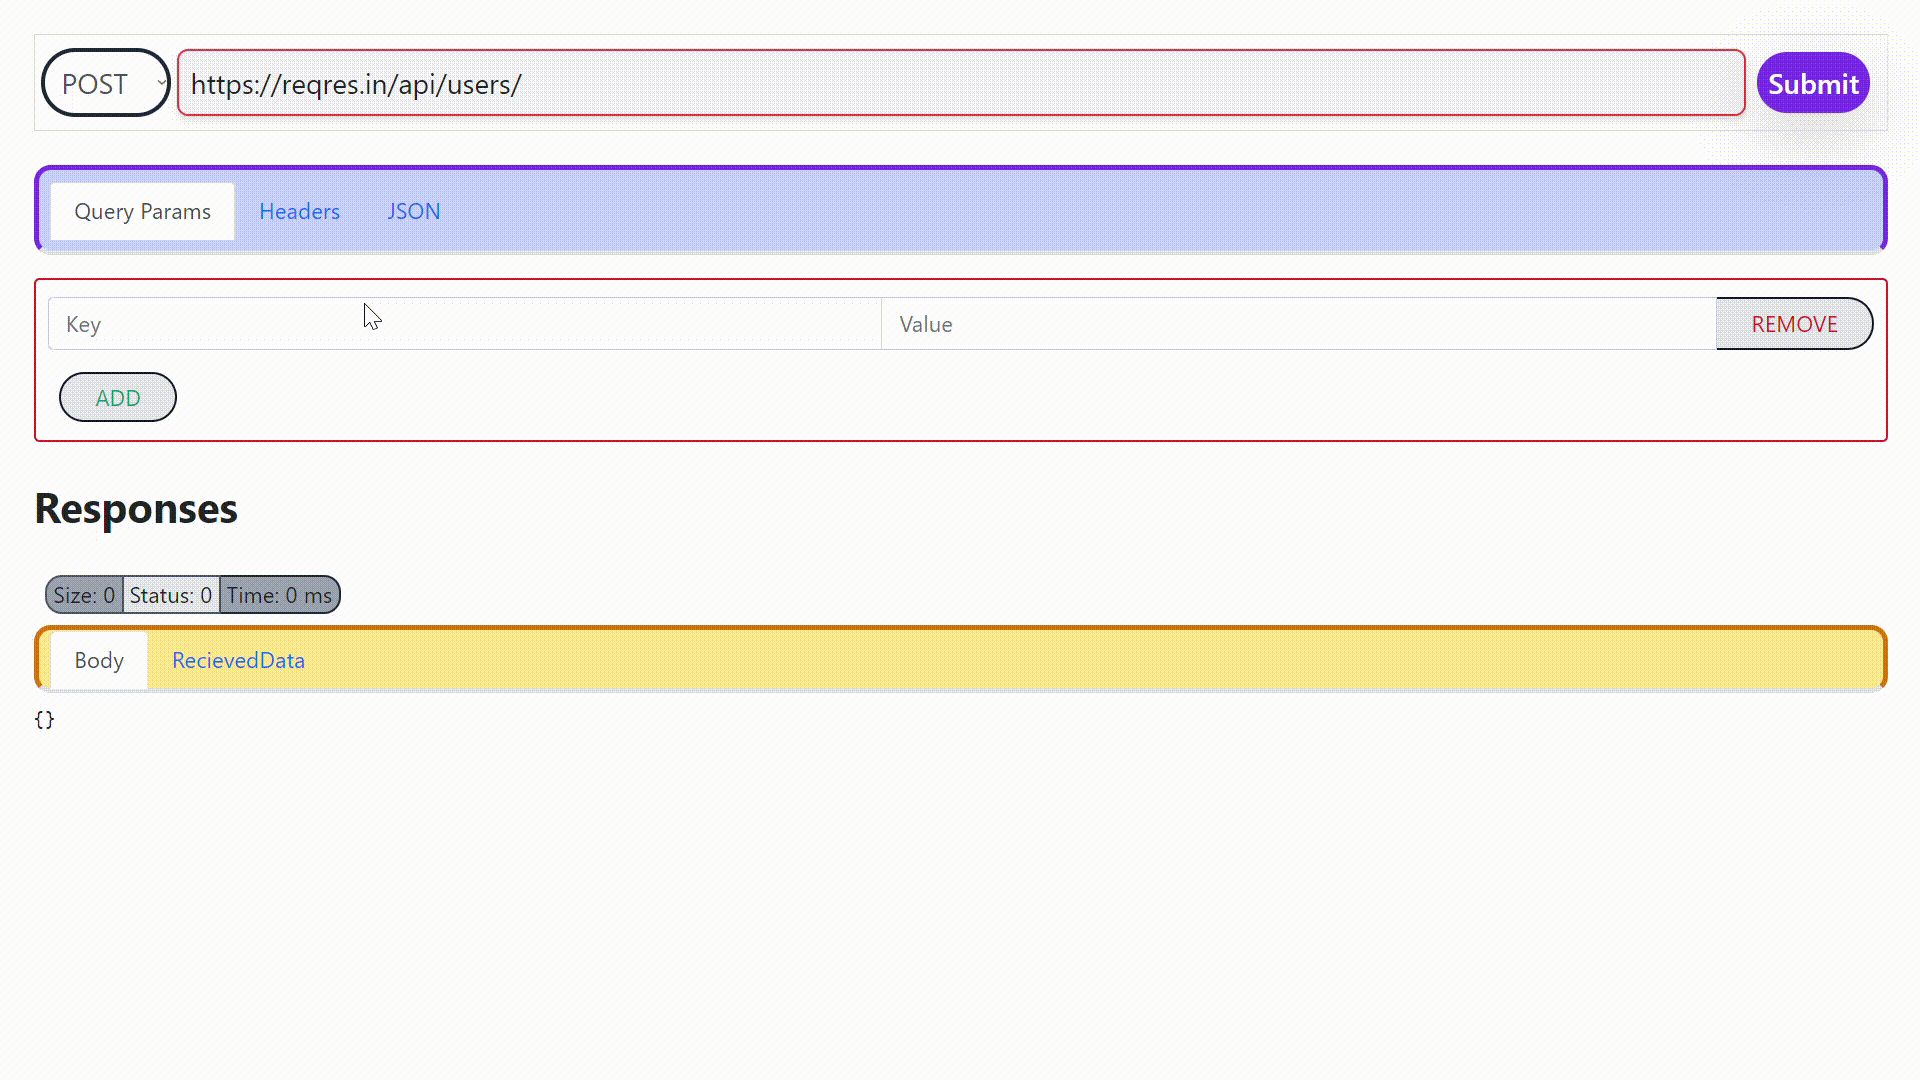 POST https://reqres.in/api/users/ Submit
Query Params Headers JSON
Key Value REMOVE
ADD
Responses
Size: 0 Status: 0 Time: 0 ms
Body RecievedData
{}